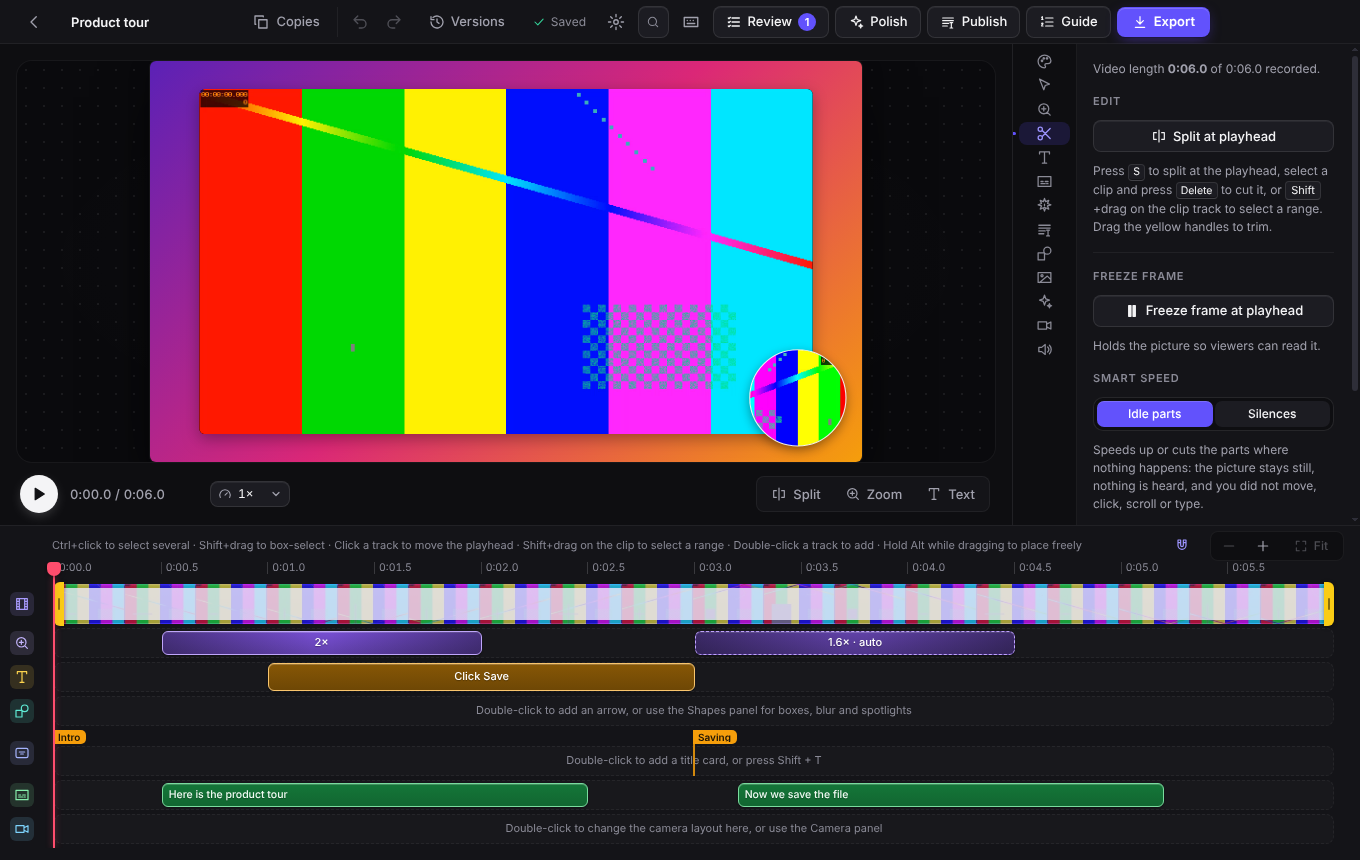 Product tour
Copies
Versions
Saved
Review 1
Polish
Publish
Guide
Export
00:00:00.000
0
Video length 0:06.0 of 0:06.0 recorded.
EDIT
Split at playhead
Press S to split at the playhead, select a
clip and press Delete to cut it, or Shift
+drag on the clip track to select a range.
Drag the yellow handles to trim.
FREEZE FRAME
Freeze frame at playhead
Holds the picture so viewers can read it.
SMART SPEED
Idle parts
Silences
Speeds up or cuts the parts where
nothing happens: the picture stays still,
nothing is heard, and you did not move,
click, scroll or type.
0:00.0 / 0:06.0
1×
Split
Zoom
Text
Ctrl+click to select several · Shift+drag to box-select · Click a track to move the playhead · Shift+drag on the clip to select a range · Double-click a track to add · Hold Alt while dragging to place freely
Fit
0:00.0
0:00.5
0:01.0
0:01.5
0:02.0
0:02.5
0:03.0
0:03.5
0:04.0
0:04.5
0:05.0
0:05.5
2×
1.6× · auto
Click Save
Double-click to add an arrow, or use the Shapes panel for boxes, blur and spotlights
Intro
Saving
Double-click to add a title card, or press Shift + T
Here is the product tour
Now we save the file
Double-click to change the camera layout here, or use the Camera panel